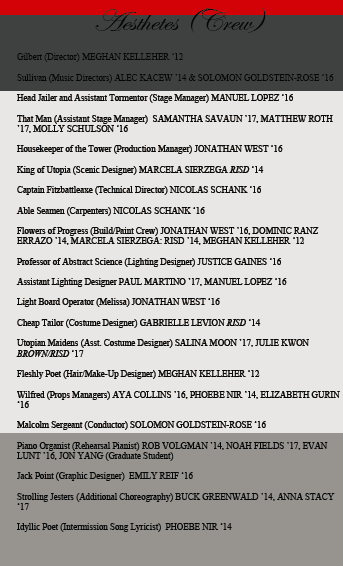 Aesthetes (Crew)
Gilbert (Director) MEGHAN KELLEHER ‘12
Sullivan (Music Directors) ALEC KACEW ‘14 & SOLOMON GOLDSTEIN-ROSE ‘16
Head Jailer and Assistant Tormentor (Stage Manager) MANUEL LOPEZ ‘16
That Man (Assistant Stage Manager)  SAMANTHA SAVAUN ‘17, MATTHEW ROTH
‘17, MOLLY SCHULSON ‘16
Housekeeper of the Tower (Production Manager) JONATHAN WEST ‘16
King of Utopia (Scenic Designer) MARCELA SIERZEGA RISD ‘14
Captain Fitzbattleaxe (Technical Director) NICOLAS SCHANK ‘16
Able Seamen (Carpenters) NICOLAS SCHANK ‘16
Flowers of Progress (Build/Paint Crew) JONATHAN WEST ’16, DOMINIC RANZ
ERRAZO ‘14, MARCELA SIERZEGA: RISD ‘14, MEGHAN KELLEHER ‘12
Professor of Abstract Science (Lighting Designer) JUSTICE GAINES ‘16
Assistant Lighting Designer PAUL MARTINO ‘17, MANUEL LOPEZ ‘16
Light Board Operator (Melissa) JONATHAN WEST ‘16
Cheap Tailor (Costume Designer) GABRIELLE LEVION RISD ‘14
Utopian Maidens (Asst. Costume Designer) SALINA MOON ‘17, JULIE KWON
BROWN/RISD ‘17
Fleshly Poet (Hair/Make-Up Designer) MEGHAN KELLEHER ‘12
Wilfred (Props Managers) AYA COLLINS ‘16, PHOEBE NIR ‘14, ELIZABETH GURIN
‘16
Malcolm Sergeant (Conductor) SOLOMON GOLDSTEIN-ROSE ‘16
Piano Organist (Rehearsal Pianist) ROB VOLGMAN ‘14, NOAH FIELDS ‘17, EVAN
LUNT ‘16, JON YANG (Graduate Student)
Jack Point (Graphic Designer)  EMILY REIF ‘16
Strolling Jesters (Additional Choreography) BUCK GREENWALD ‘14, ANNA STACY
‘17
Idyllic Poet (Intermission Song Lyricist)  PHOEBE NIR ‘14